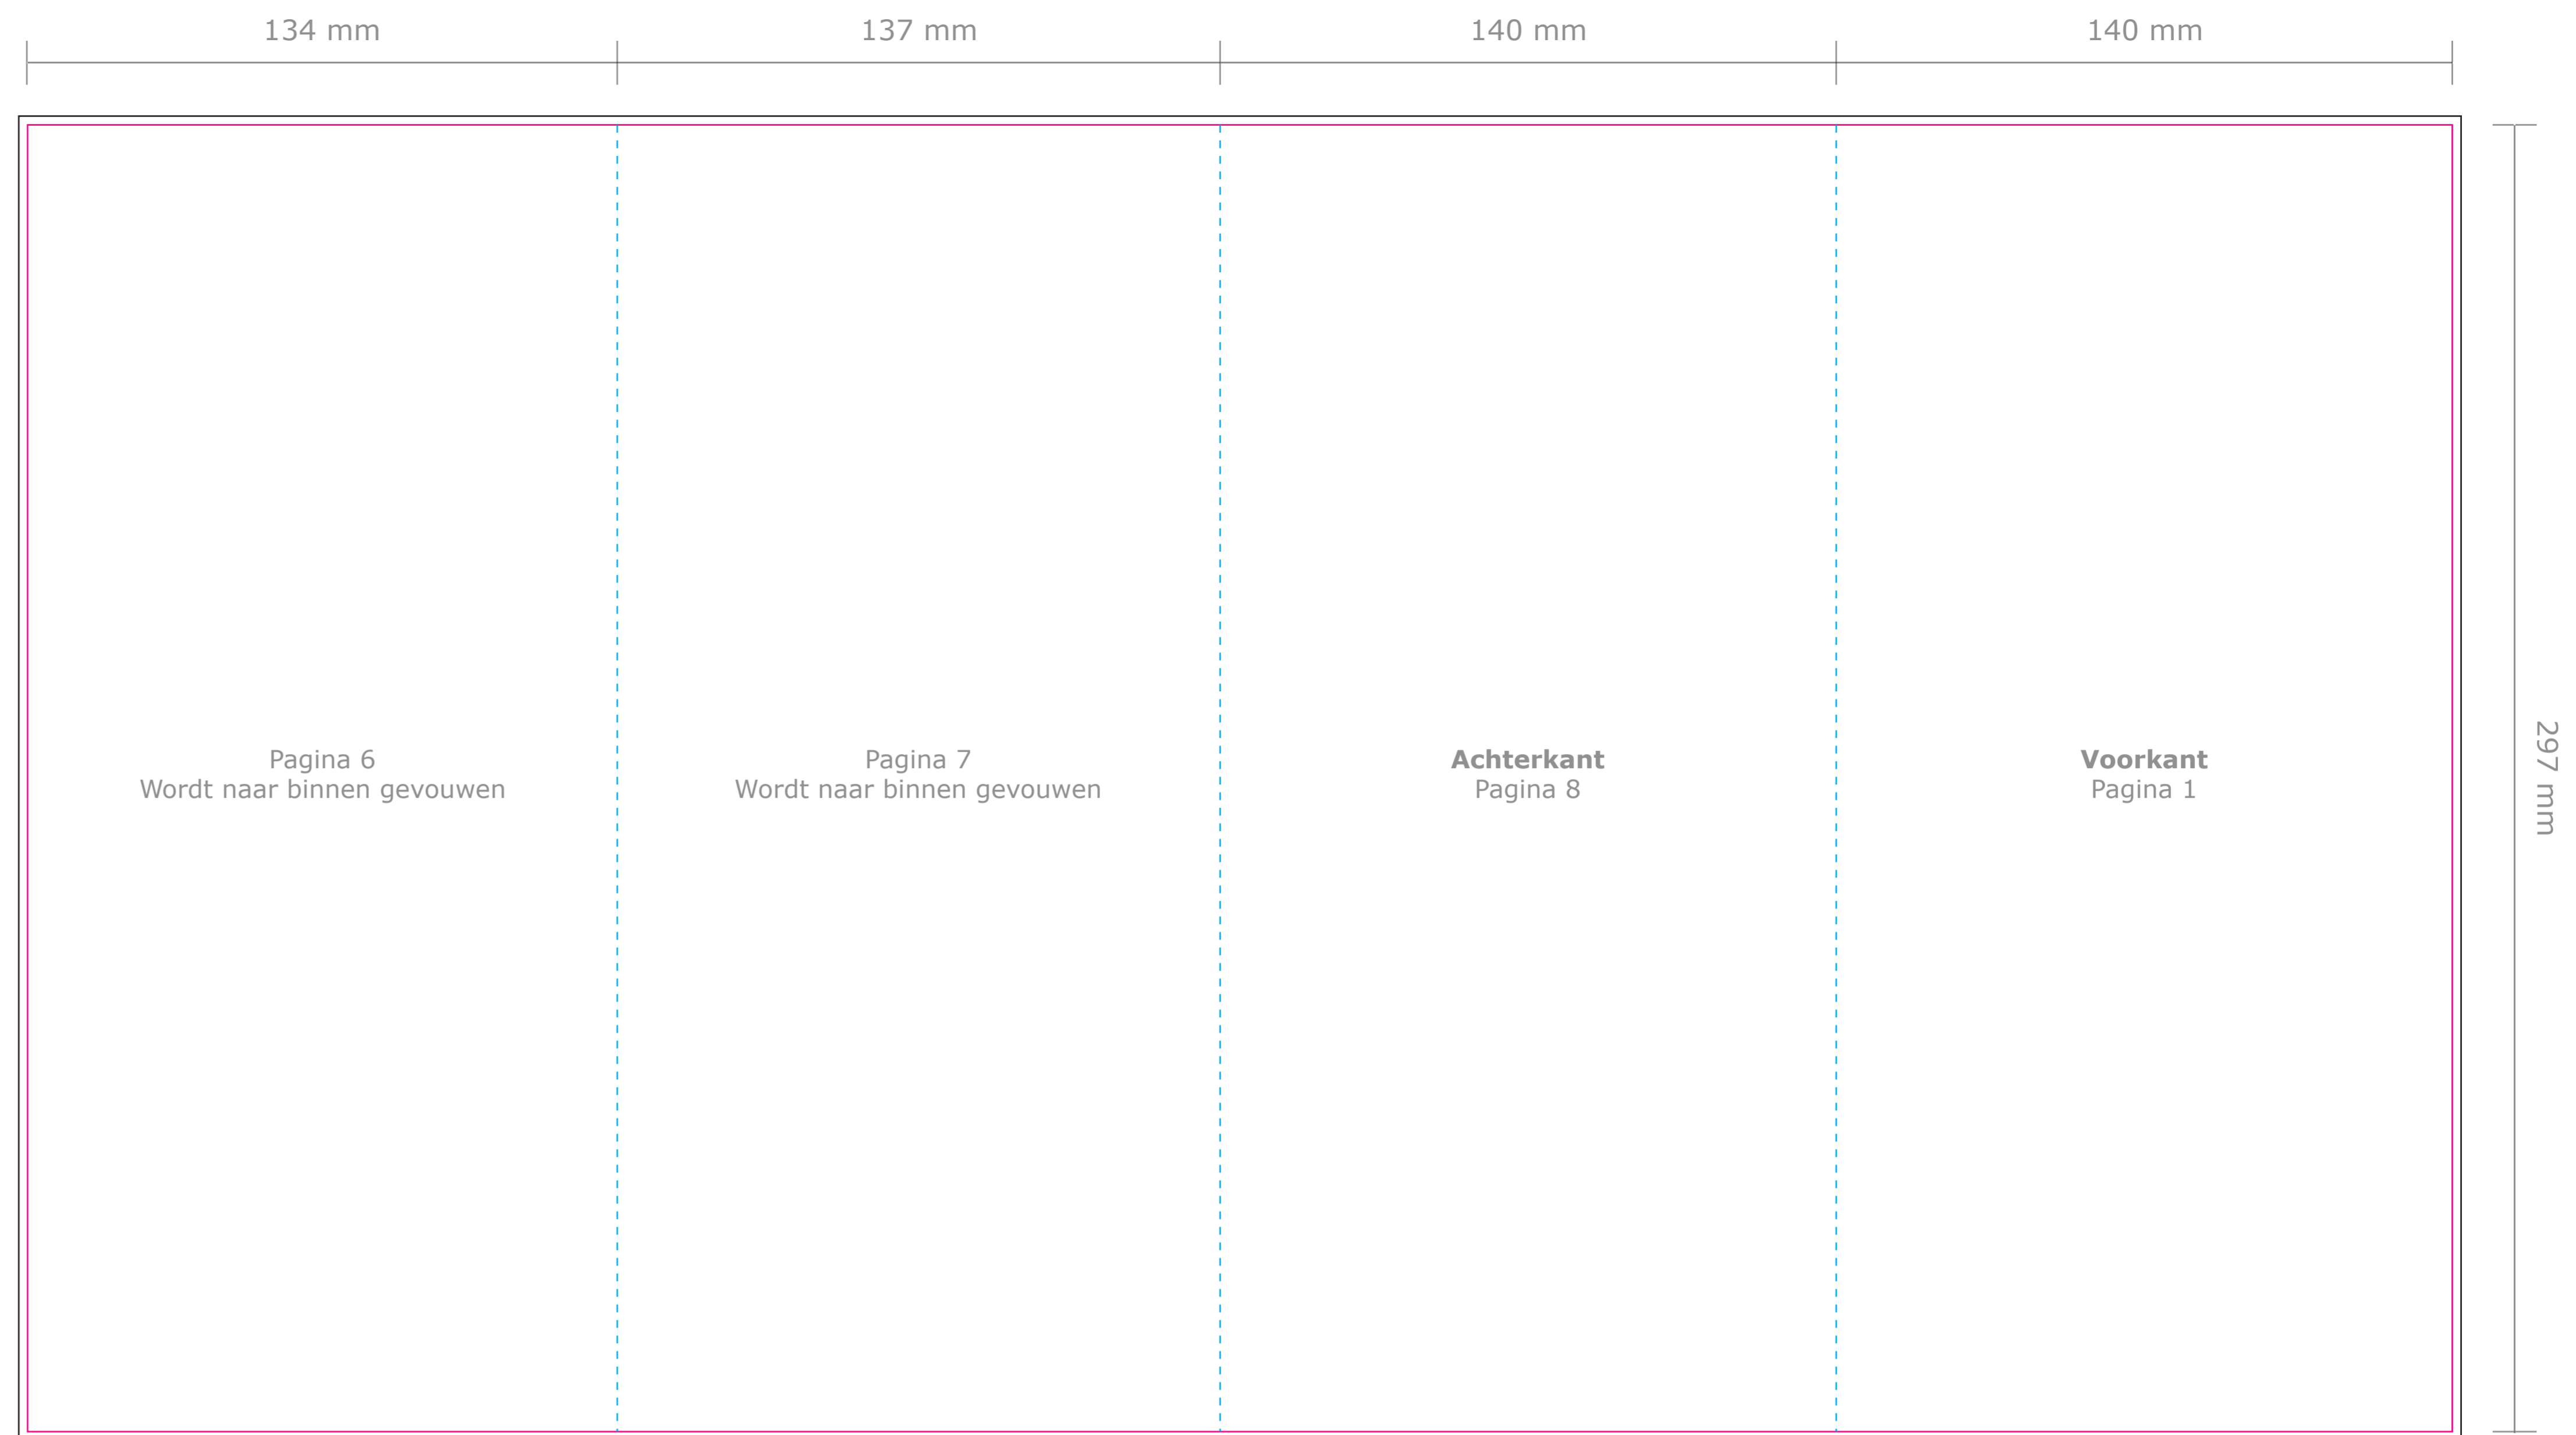 134 mm
137 mm
140 mm
140 mm
Pagina 6
Wordt naar binnen gevouwen
Pagina 7
Wordt naar binnen gevouwen
Achterkant
Pagina 8
Voorkant
Pagina 1
297 mm